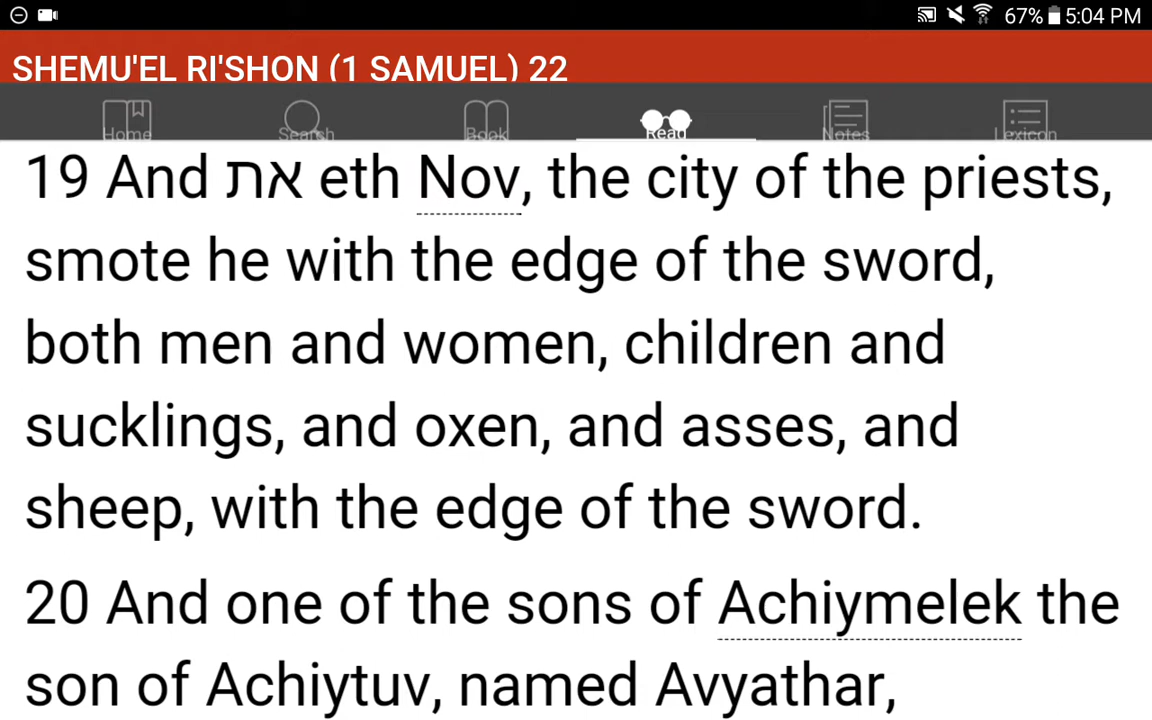 67% 5:04 PM
SHEMU'EL RI'SHON (1 SAMUEL) 22
Home Search Book Read Notes Lexicon
19 And את eth Nov, the city of the priests,
smote he with the edge of the sword,
both men and women, children and
sucklings, and oxen, and asses, and
sheep, with the edge of the sword.
20 And one of the sons of Achiymelek the
son of Achiytuv, named Avyathar,